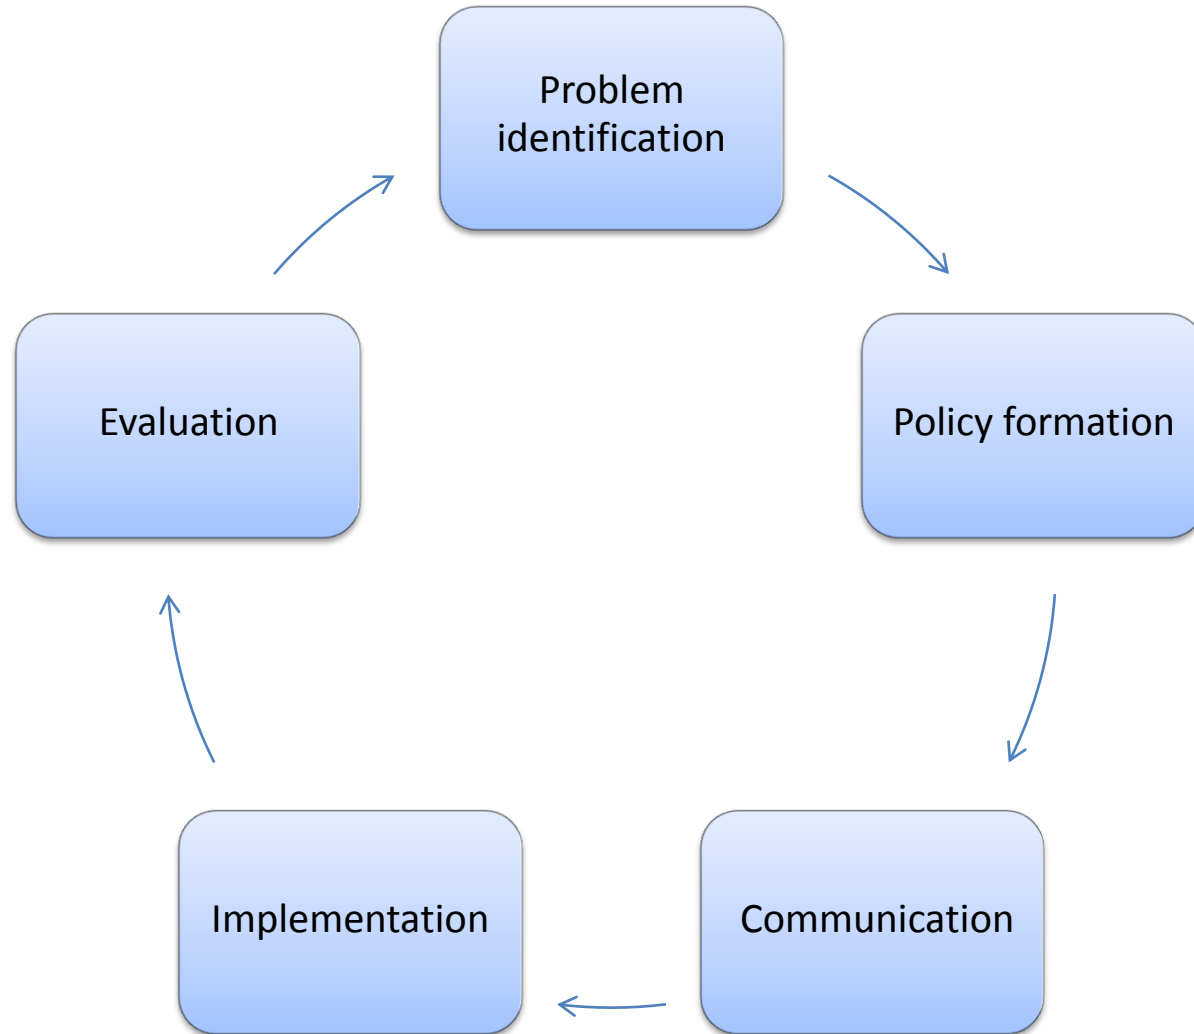 Problem
identification
Policy formation
Communication
Implementation
Evaluation